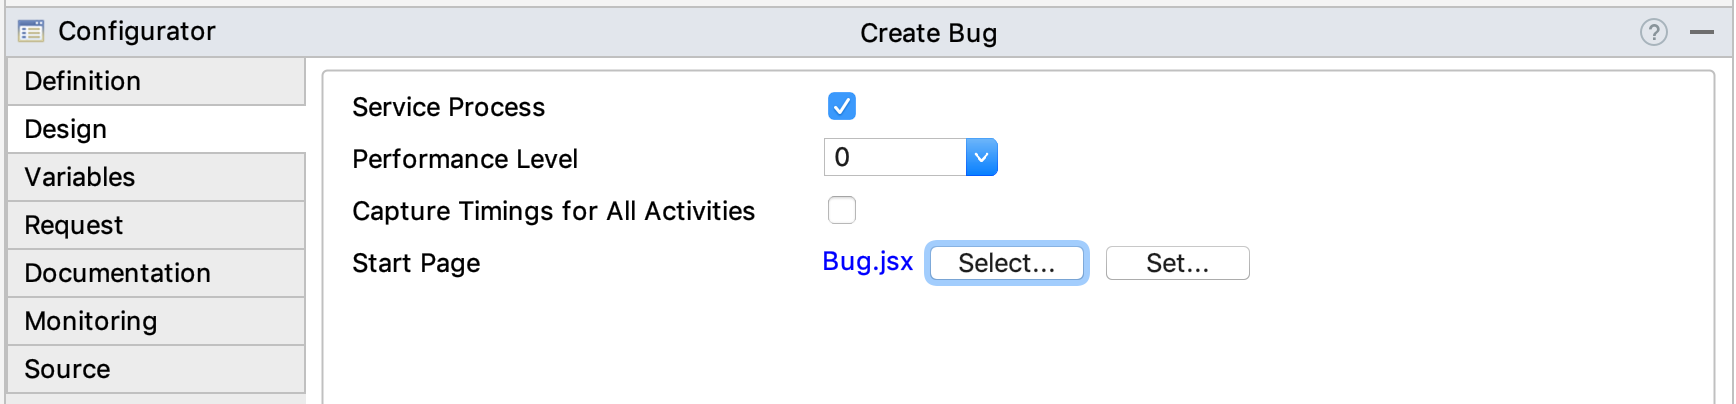 Configurator Create Bug ?
Definition
Design
Variables
Request
Documentation
Monitoring
Source
Service Process
Performance Level 0
Capture Timings for All Activities
Start Page Bug.jsx Select... Set...